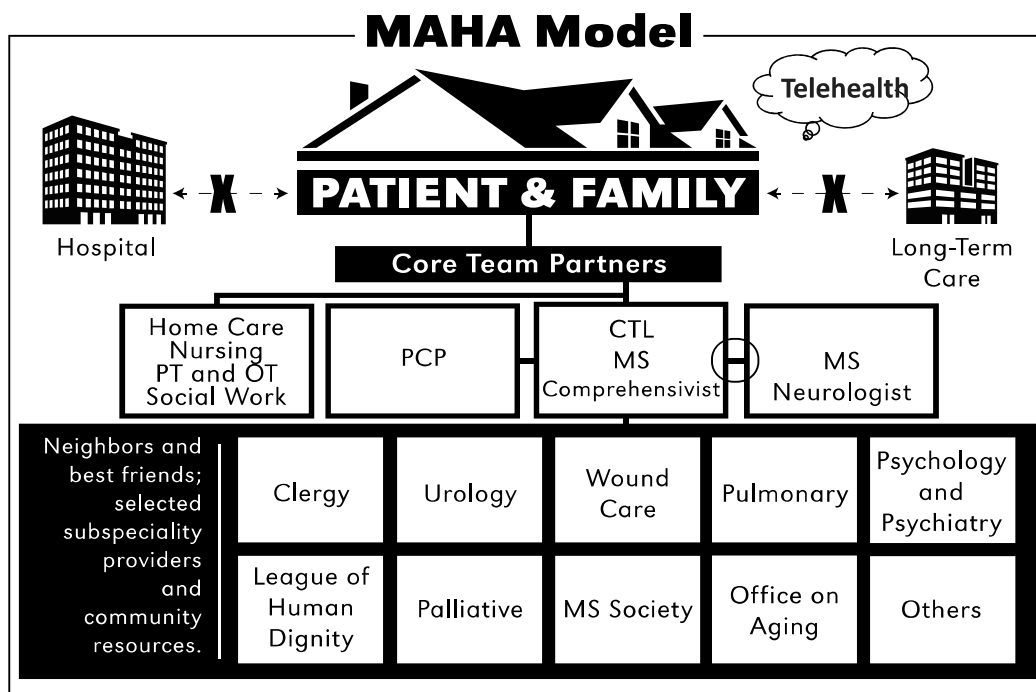 MAHA Model
Telehealth
X
X
PATIENT & FAMILY
Hospital
Long-Term
Care
Core Team Partners
Home Care
Nursing
PT and OT
Social Work
PCP
CTL
MS
Comprehensivist
MS
Neurologist
Neighbors and
best friends;
selected
subspeciality
providers
and
community
resources.
Clergy
Urology
Wound
Care
Pulmonary
Psychology
and
Psychiatry
League of
Human
Dignity
Palliative
MS Society
Office on
Aging
Others